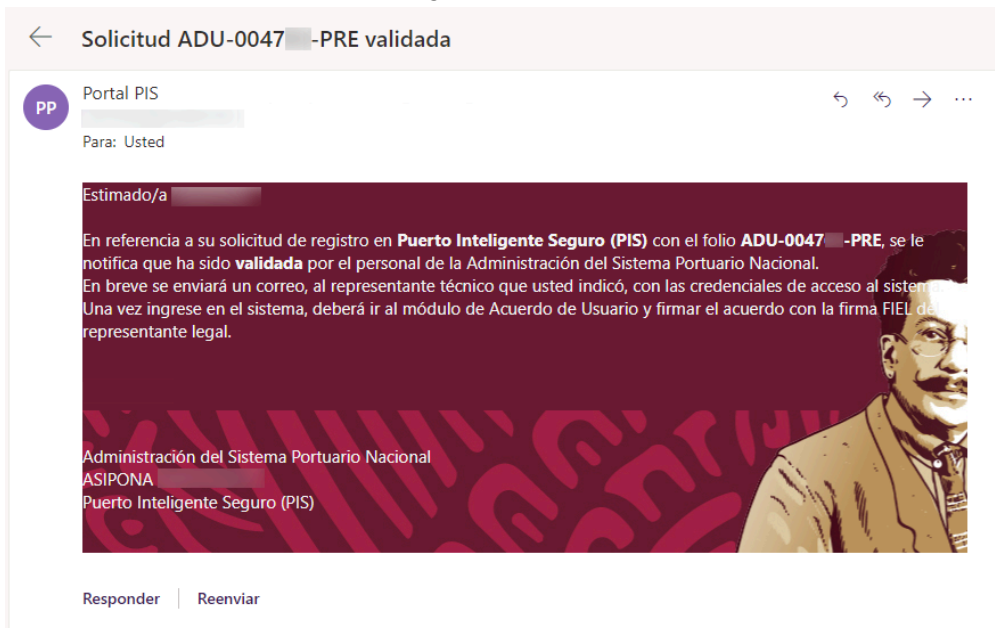 Solicitud ADU-0047 -PRE validada
PP
Portal PIS
Para: Usted
Estimado/a
En referencia a su solicitud de registro en Puerto Inteligente Seguro (PIS) con el folio ADU-0047 -PRE, se le
notifica que ha sido validada por el personal de la Administración del Sistema Portuario Nacional.
En breve se enviará un correo, al representante técnico que usted indicó, con las credenciales de acceso al sistema.
Una vez ingrese en el sistema, deberá ir al módulo de Acuerdo de Usuario y firmar el acuerdo con la firma FIEL de
representante legal.
Administración del Sistema Portuario Nacional
ASIPONA
Puerto Inteligente Seguro (PIS)
Responder
Reenviar